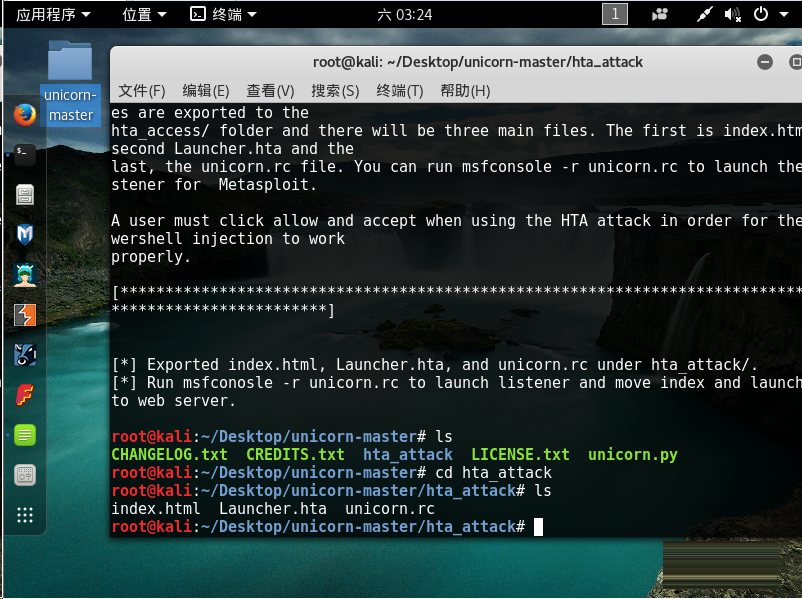 应用程序 位置 终端 六 03:24 1
root@kali: ~/Desktop/unicorn-master/hta_attack
文件(F) 编辑(E) 查看(V) 搜索(S) 终端(T) 帮助(H)
unicorn-
master
es are exported to the
hta_access/ folder and there will be three main files. The first is index.htm
second Launcher.hta and the
last, the unicorn.rc file. You can run msfconsole -r unicorn.rc to launch the
stener for  Metasploit.
A user must click allow and accept when using the HTA attack in order for the
wershell injection to work
properly.
[*****************************************************************************
************************]
[*] Exported index.html, Launcher.hta, and unicorn.rc under hta_attack/.
[*] Run msfconosle -r unicorn.rc to launch listener and move index and launch
to web server.
root@kali:~/Desktop/unicorn-master# ls
CHANGELOG.txt  CREDITS.txt  hta_attack  LICENSE.txt  unicorn.py
root@kali:~/Desktop/unicorn-master# cd hta_attack
root@kali:~/Desktop/unicorn-master/hta_attack# ls
index.html  Launcher.hta  unicorn.rc
root@kali:~/Desktop/unicorn-master/hta_attack#